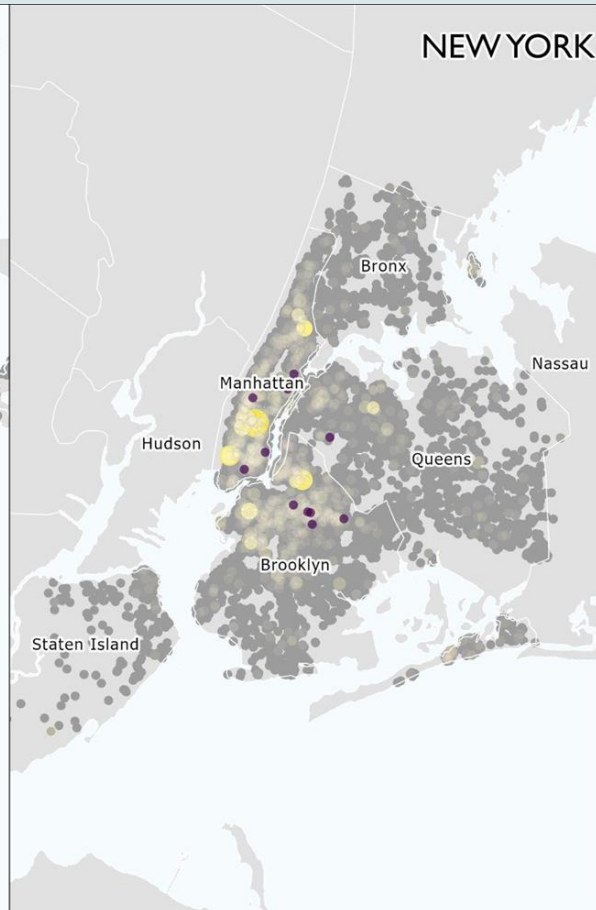 NEW YORK
Bronx
Nassau
Manhattan
Hudson
Queens
Brooklyn
Staten Island